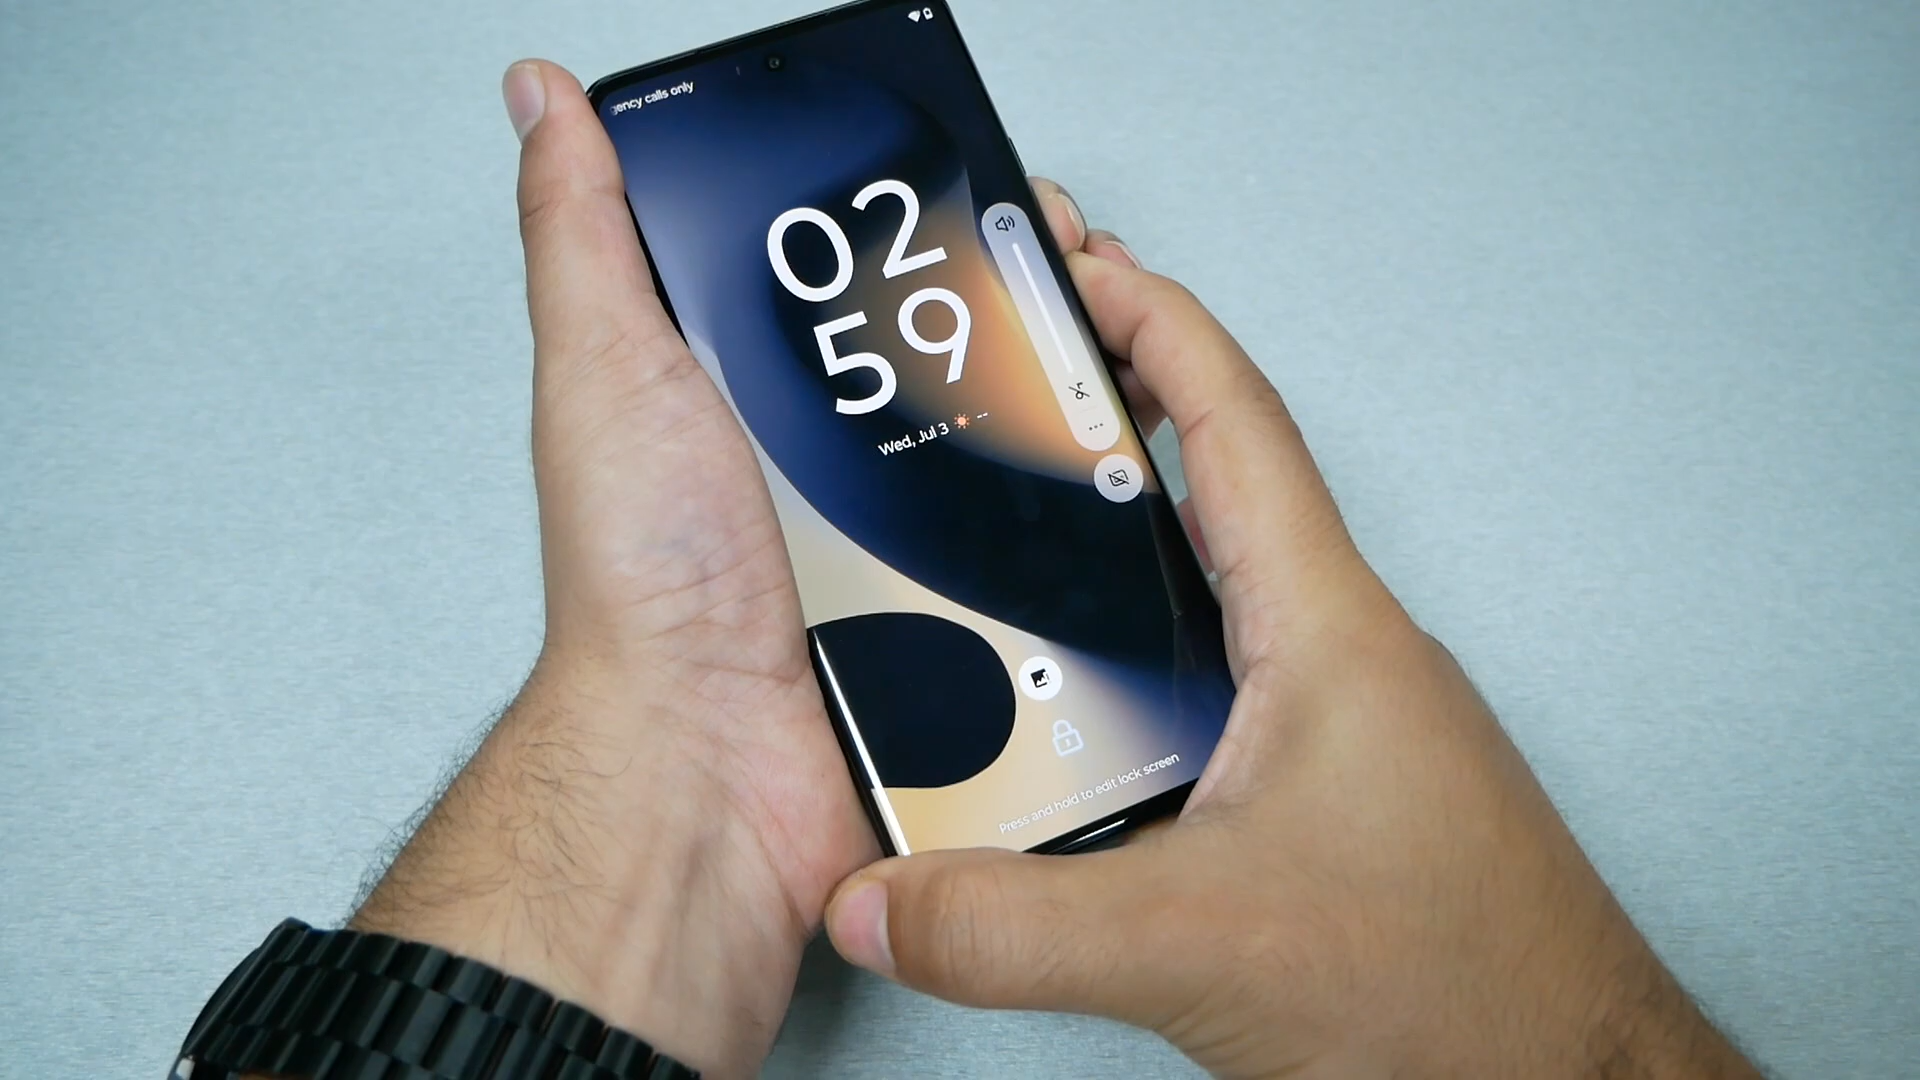 gency calls only
02
59
Wed, Jul 3 --
Press and hold to edit lock screen